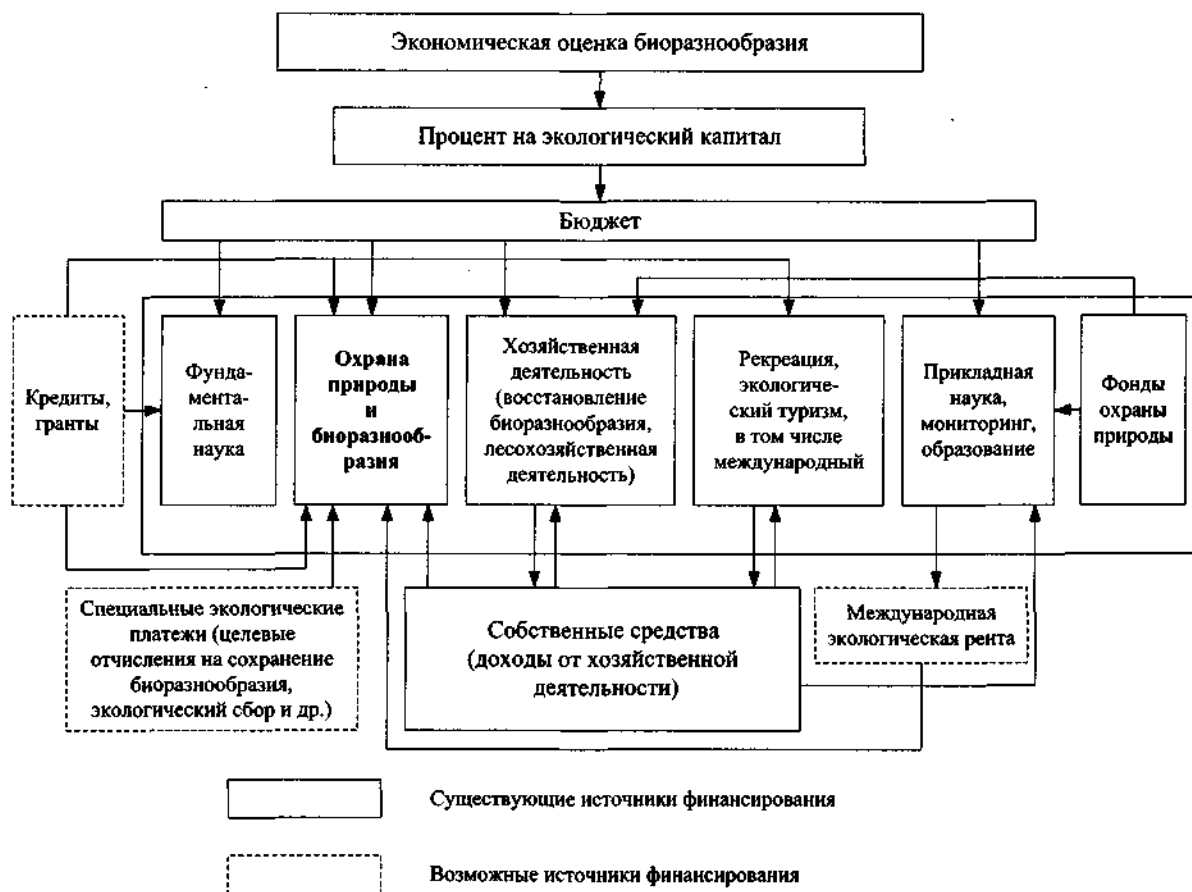 Экономическая оценка биоразнообразия
Процент на экологический капитал
Бюджет
Кредиты,
гранты
Фунда-
ментa-
льная
наука
Охрана
природы
и
биоразнооб-
разия
Хозяйственная
деятельность
(восстановление
биоразнообразия,
лесохозяйственная
деятельность)
Рекреация,
экологиче-
ский туризм,
в том числе
международный
Прикладная
наука,
мониторинг,
образование
Фонды
охраны
природы
Специальные экологические
платежи (целевые
отчисления на сохранение
биоразнообразия,
экологический сбор и др.)
Собственные средства
(доходы от хозяйственной
деятельности)
Международная
экологическая рента
Существующие источники финансирования
Возможные источники финансирования